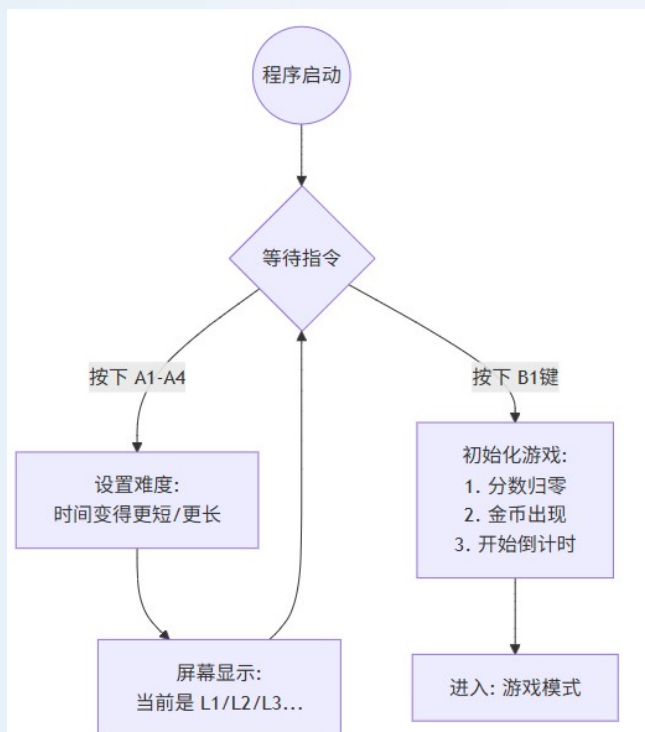 程序启动
等待指令
按下 A1-A4
按下 B1键
设置难度:
时间变得更短/更长
初始化游戏:
1. 分数归零
2. 金币出现
3. 开始倒计时
屏幕显示:
当前是 L1/L2/L3...
进入: 游戏模式